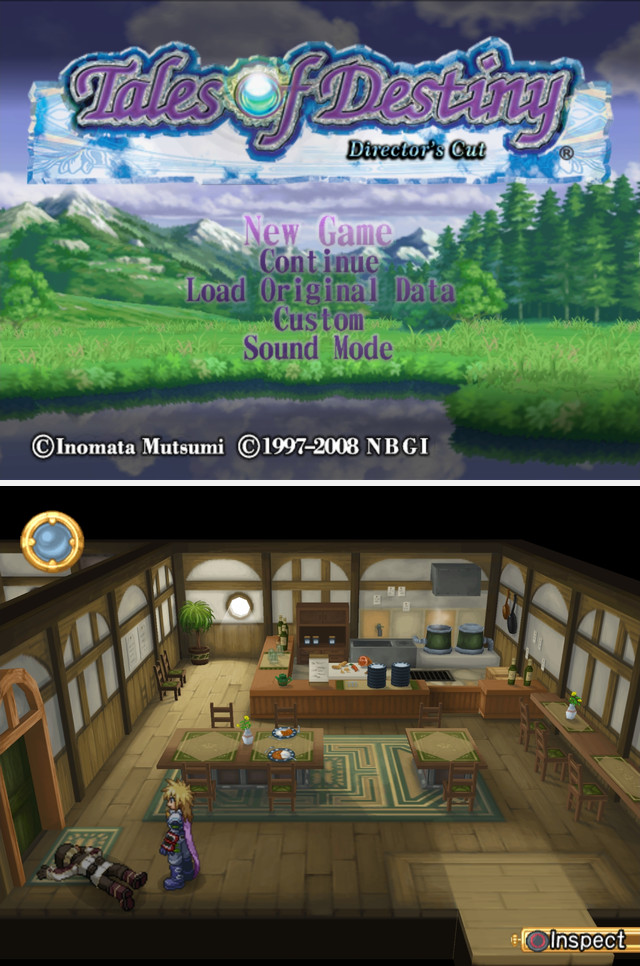 Tales of Destiny
Director's Cut
®
New Game
Continue
Load Original Data
Custom
Sound Mode
©Inomata Mutsumi ©1997-2008 NBGI
Inspect